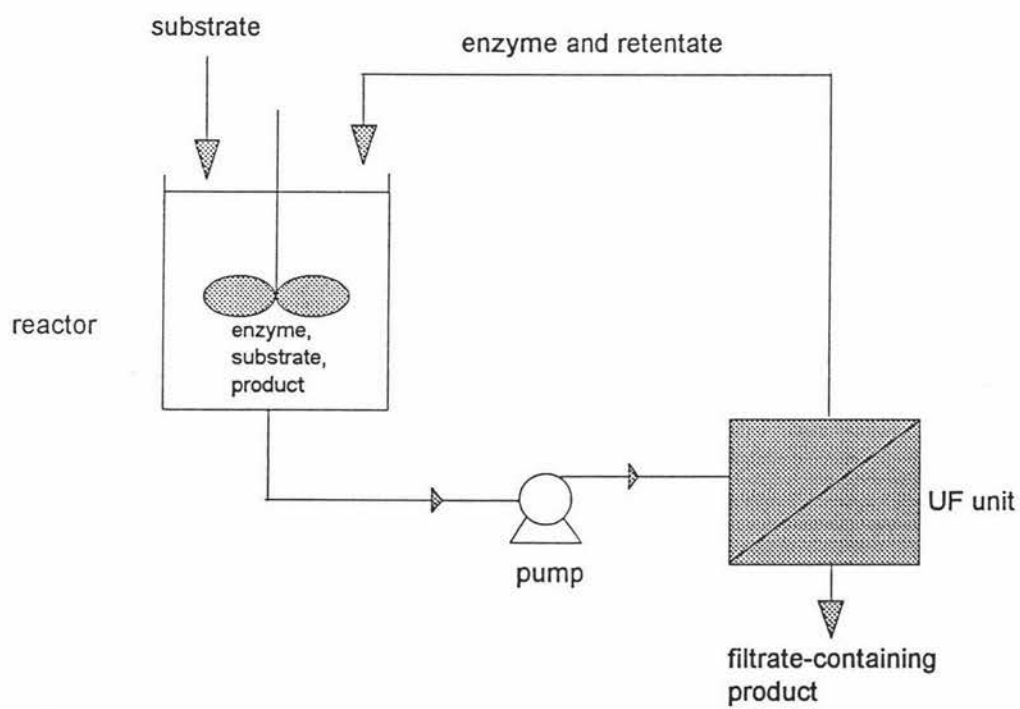 substrate
enzyme and retentate
reactor
enzyme,
substrate,
product
pump
UF unit
filtrate-containing
product